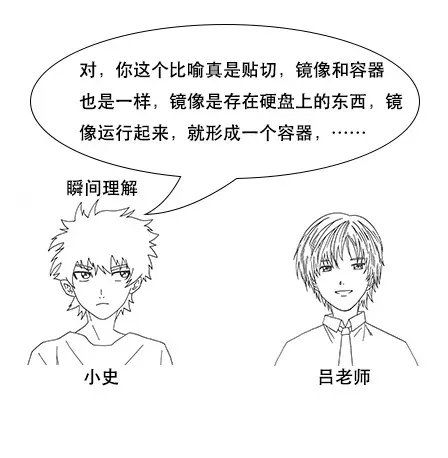 对，你这个比喻真是贴切，镜像和容器
也是一样，镜像是存在硬盘上的东西，镜
像运行起来，就形成一个容器，……
瞬间理解
小史
吕老师